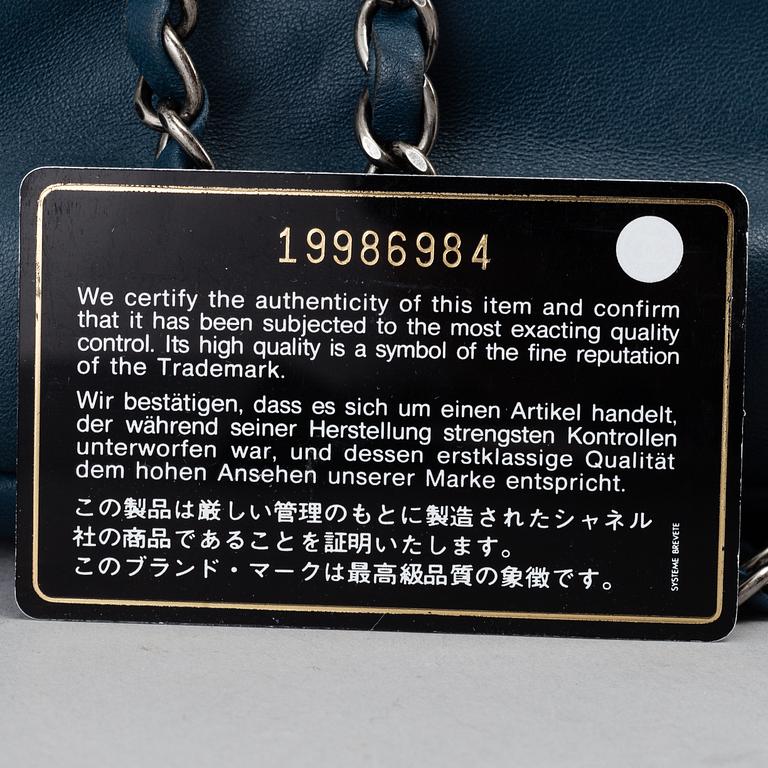 19986984
We certify the authenticity of this item and confirm
that it has been subjected to the most exacting quality
control. Its high quality is a symbol of the fine reputation
of the Trademark.
Wir bestätigen, dass es sich um einen Artikel handelt,
der während seiner Herstellung strengsten Kontrollen
unterworfen war, und dessen erstklassige Qualität
dem hohen Ansehen unserer Marke entspricht.
この製品は厳しい管理のもとに製造されたシャネル
社の商品であることを証明いたします。
このブランド・マークは最高級品質の象徴です。
SYSTEME BREVETE